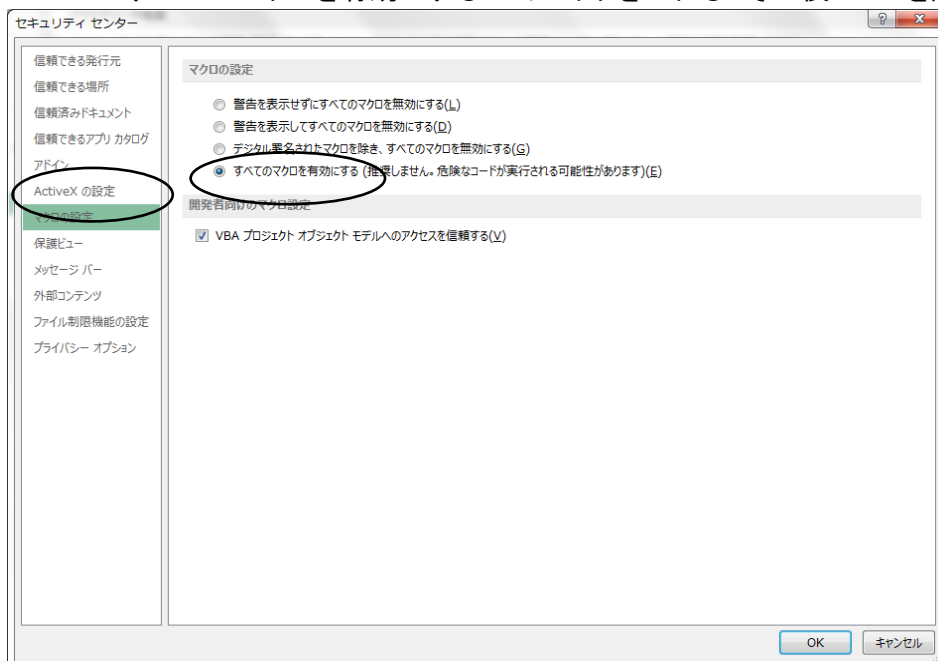 セキュリティ センター
信頼できる発行元
信頼できる場所
信頼済みドキュメント
信頼できるアプリ カタログ
アドイン
ActiveX の設定
マクロの設定
保護ビュー
メッセージ バー
外部コンテンツ
ファイル制限機能の設定
プライバシー オプション
マクロの設定
警告を表示せずにすべてのマクロを無効にする(L)
警告を表示してすべてのマクロを無効にする(D)
デジタル署名されたマクロを除き、すべてのマクロを無効にする(G)
すべてのマクロを有効にする (推奨しません。危険なコードが実行される可能性があります)(E)
開発者向けのマクロ設定
VBA プロジェクト オブジェクト モデルへのアクセスを信頼する(V)
OK
キャンセル